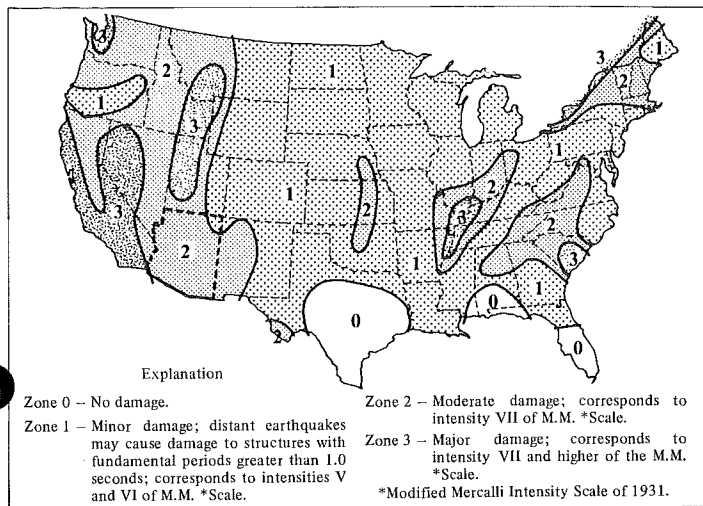 3
2
1
3
2
3
1
1
2
2
3
1
2
0
2
0
1
3
2
1
2
3
1
0
Explanation
Zone 0 – No damage.
Zone 1 – Minor damage; distant earthquakes
may cause damage to structures with
fundamental periods greater than 1.0
seconds; corresponds to intensities V
and VI of M.M. *Scale.
Zone 2 – Moderate damage; corresponds to
intensity VII of M.M. *Scale.
Zone 3 – Major damage; corresponds to
intensity VII and higher of the M.M.
*Scale.
*Modified Mercalli Intensity Scale of 1931.